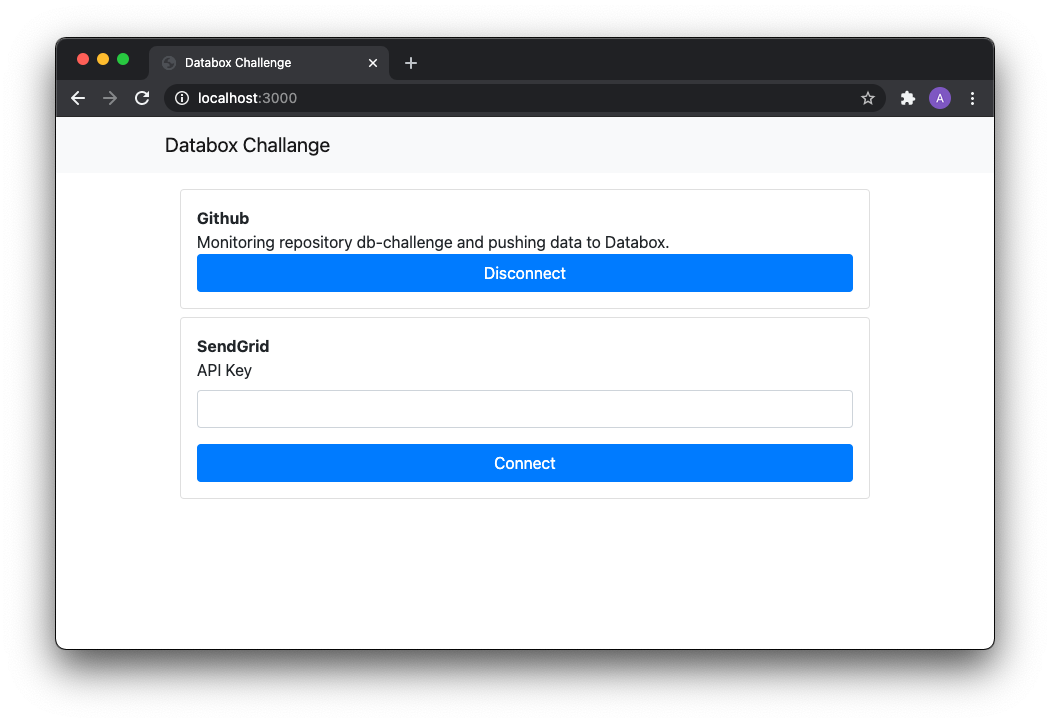 Databox Challenge
localhost:3000
A
Databox Challange
Github
Monitoring repository db-challenge and pushing data to Databox.
Disconnect
SendGrid
API Key
Connect